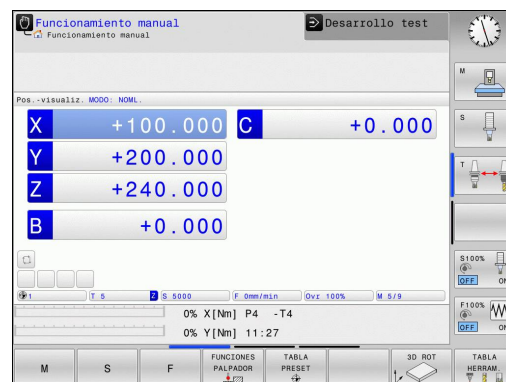 Funcionamiento manual
Funcionamiento manual
Desarrollo test
Pos.-visualiz. MODO: NOML.
X +100.000 C +0.000
Y +200.000
Z +240.000
B +0.000
1 T 5 Z S 5000 F 0mm/min Ovr 100% M 5/9
0% X[Nm] P4 -T4
0% Y[Nm] 11:27
M
S
T
S100%
OFF ON
F100%
OFF ON
M
S
F
FUNCIONES PALPADOR
TABLA PRESET
3D ROT
TABLA HERRAM.